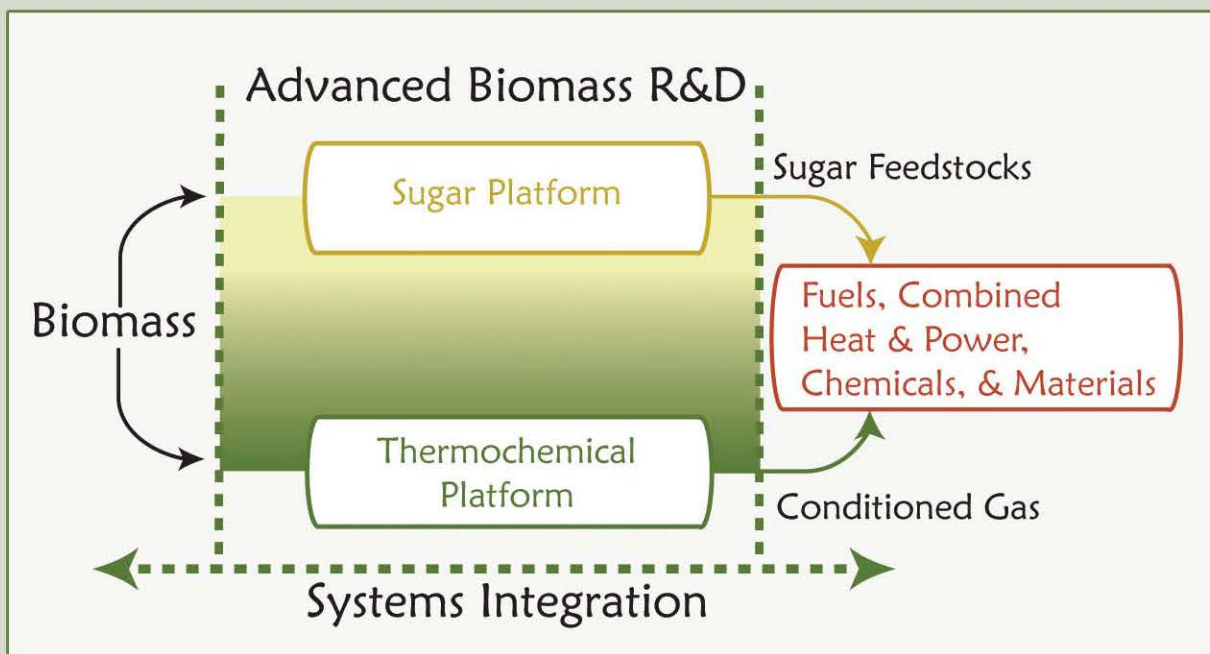 Advanced Biomass R&D
Sugar Platform
Sugar Feedstocks
Biomass
Fuels, Combined
Heat & Power,
Chemicals, & Materials
Thermochemical
Platform
Conditioned Gas
Systems Integration